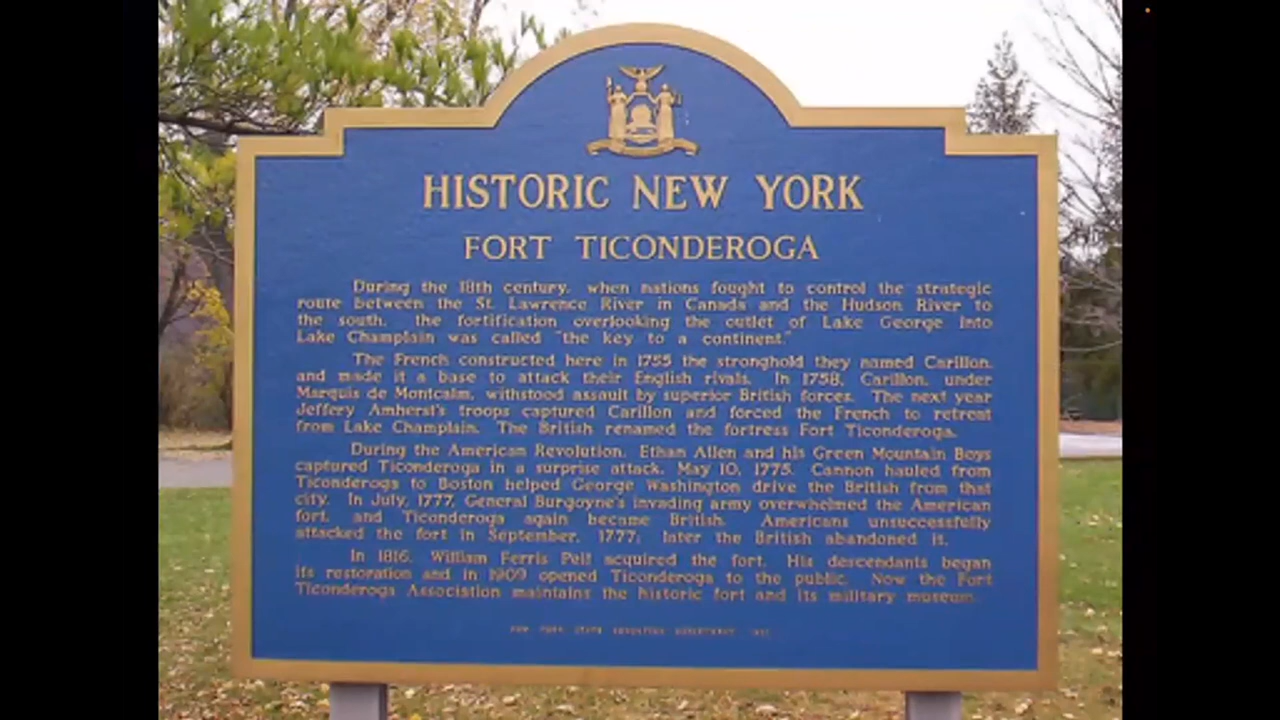 HISTORIC NEW YORK
FORT TICONDEROGA
During the 18th century, when nations fought to control the strategic
route between the St. Lawrence River in Canada and the Hudson River to
the south, the fortification overlooking the outlet of Lake George into
Lake Champlain was called "the key to a continent."
The French constructed here in 1755 the stronghold they named Carillon,
and made it a base to attack their English rivals. In 1758, Carillon, under
Marquis de Montcalm, withstood assault by superior British forces. The next year
Jeffery Amherst's troops captured Carillon and forced the French to retreat
from Lake Champlain. The British renamed the fortress Fort Ticonderoga.
During the American Revolution, Ethan Allen and his Green Mountain Boys
captured Ticonderoga in a surprise attack, May 10, 1775. Cannon hauled from
Ticonderoga to Boston helped George Washington drive the British from that
city. In July, 1777, General Burgoyne's invading army overwhelmed the American
fort, and Ticonderoga again became British. Americans unsuccessfully
attacked the fort in September, 1777; later the British abandoned it.
In 1816, William Ferris Pell acquired the fort. His descendants began
its restoration and in 1909 opened Ticonderoga to the public. Now the Fort
Ticonderoga Association maintains the historic fort and its military museum.
NEW YORK STATE EDUCATION DEPARTMENT